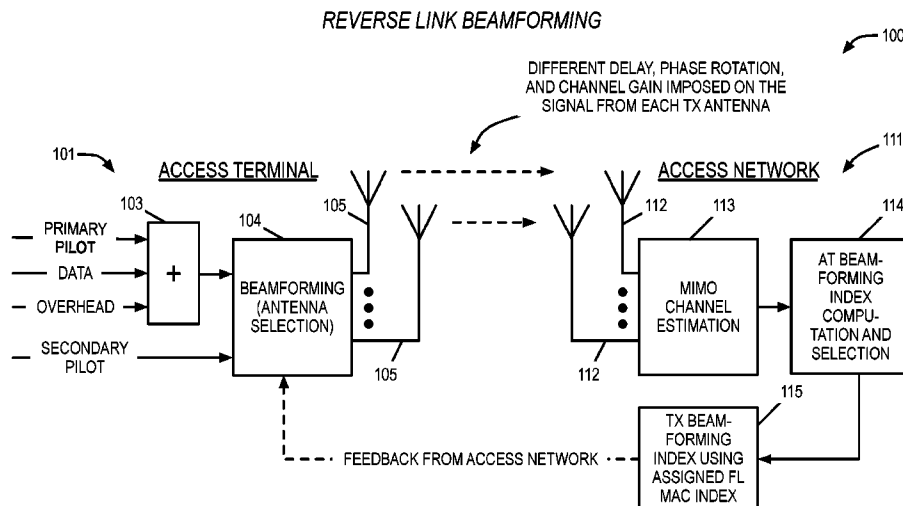 REVERSE LINK BEAMFORMING
100
DIFFERENT DELAY, PHASE ROTATION,
AND CHANNEL GAIN IMPOSED ON THE
SIGNAL FROM EACH TX ANTENNA
101
ACCESS TERMINAL
ACCESS NETWORK
111
103
104
105
112
113
114
PRIMARY
PILOT
DATA
OVERHEAD
SECONDARY
PILOT
+
BEAMFORMING
(ANTENNA
SELECTION)
105
112
MIMO
CHANNEL
ESTIMATION
AT BEAM-
FORMING
INDEX
COMPU-
TATION AND
SELECTION
115
TX BEAM-
FORMING
INDEX USING
ASSIGNED FL
MAC INDEX
FEEDBACK FROM ACCESS NETWORK